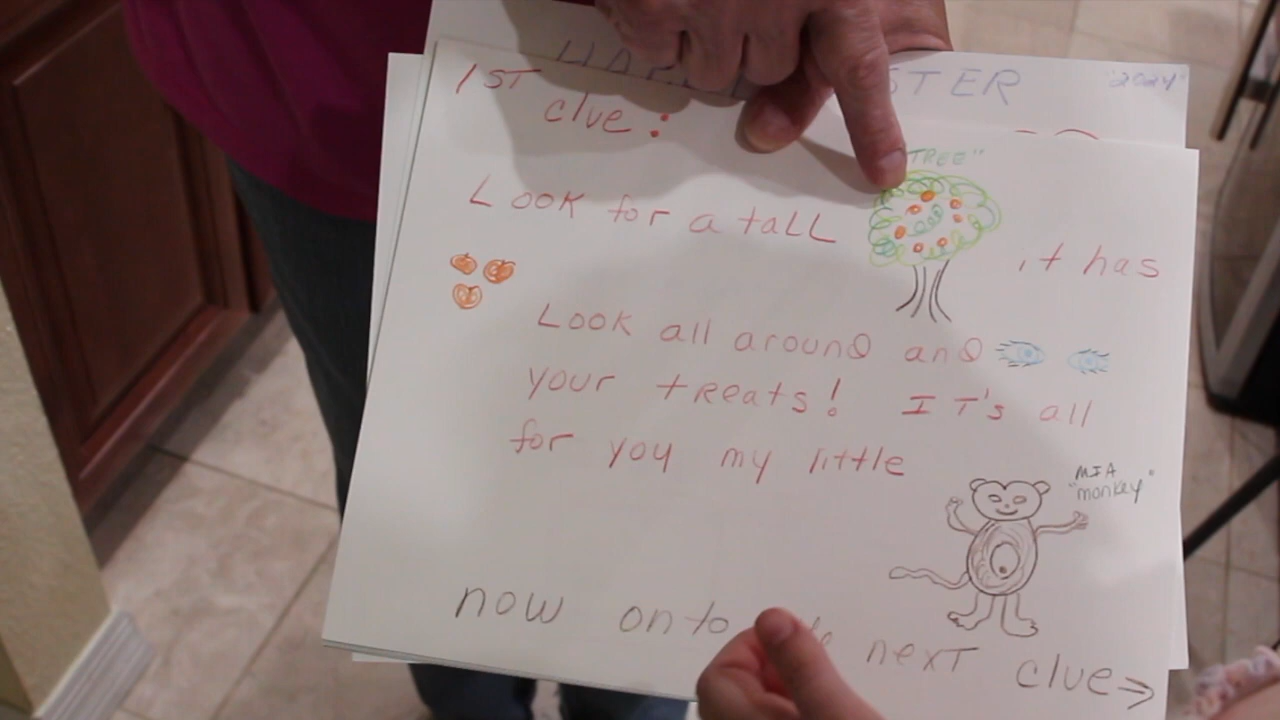 STER "2024"
1ST
clue:
"TREE"
Look for a tall
it has
Look all around and
your treats! IT's all
for you my little
MIA
"monkey"
now onto next clue→